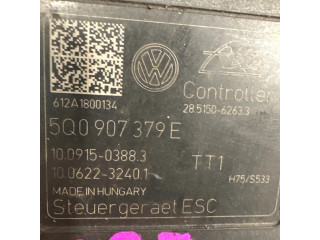 Controller
612A1800134
28.5150-6263.3
5Q0 907 379 E
10.0915-0388.3
TT1
10.0622-3240.1
H75/S533
MADE IN HUNGARY
Steuergeraet ESC